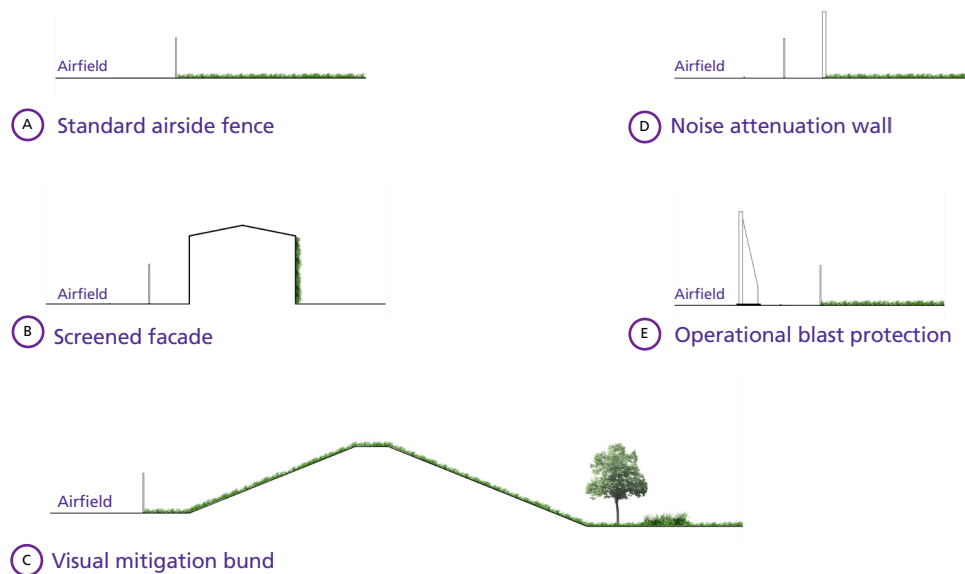 Airfield
A Standard airside fence
Airfield
D Noise attenuation wall
Airfield
B Screened facade
Airfield
E Operational blast protection
Airfield
C Visual mitigation bund